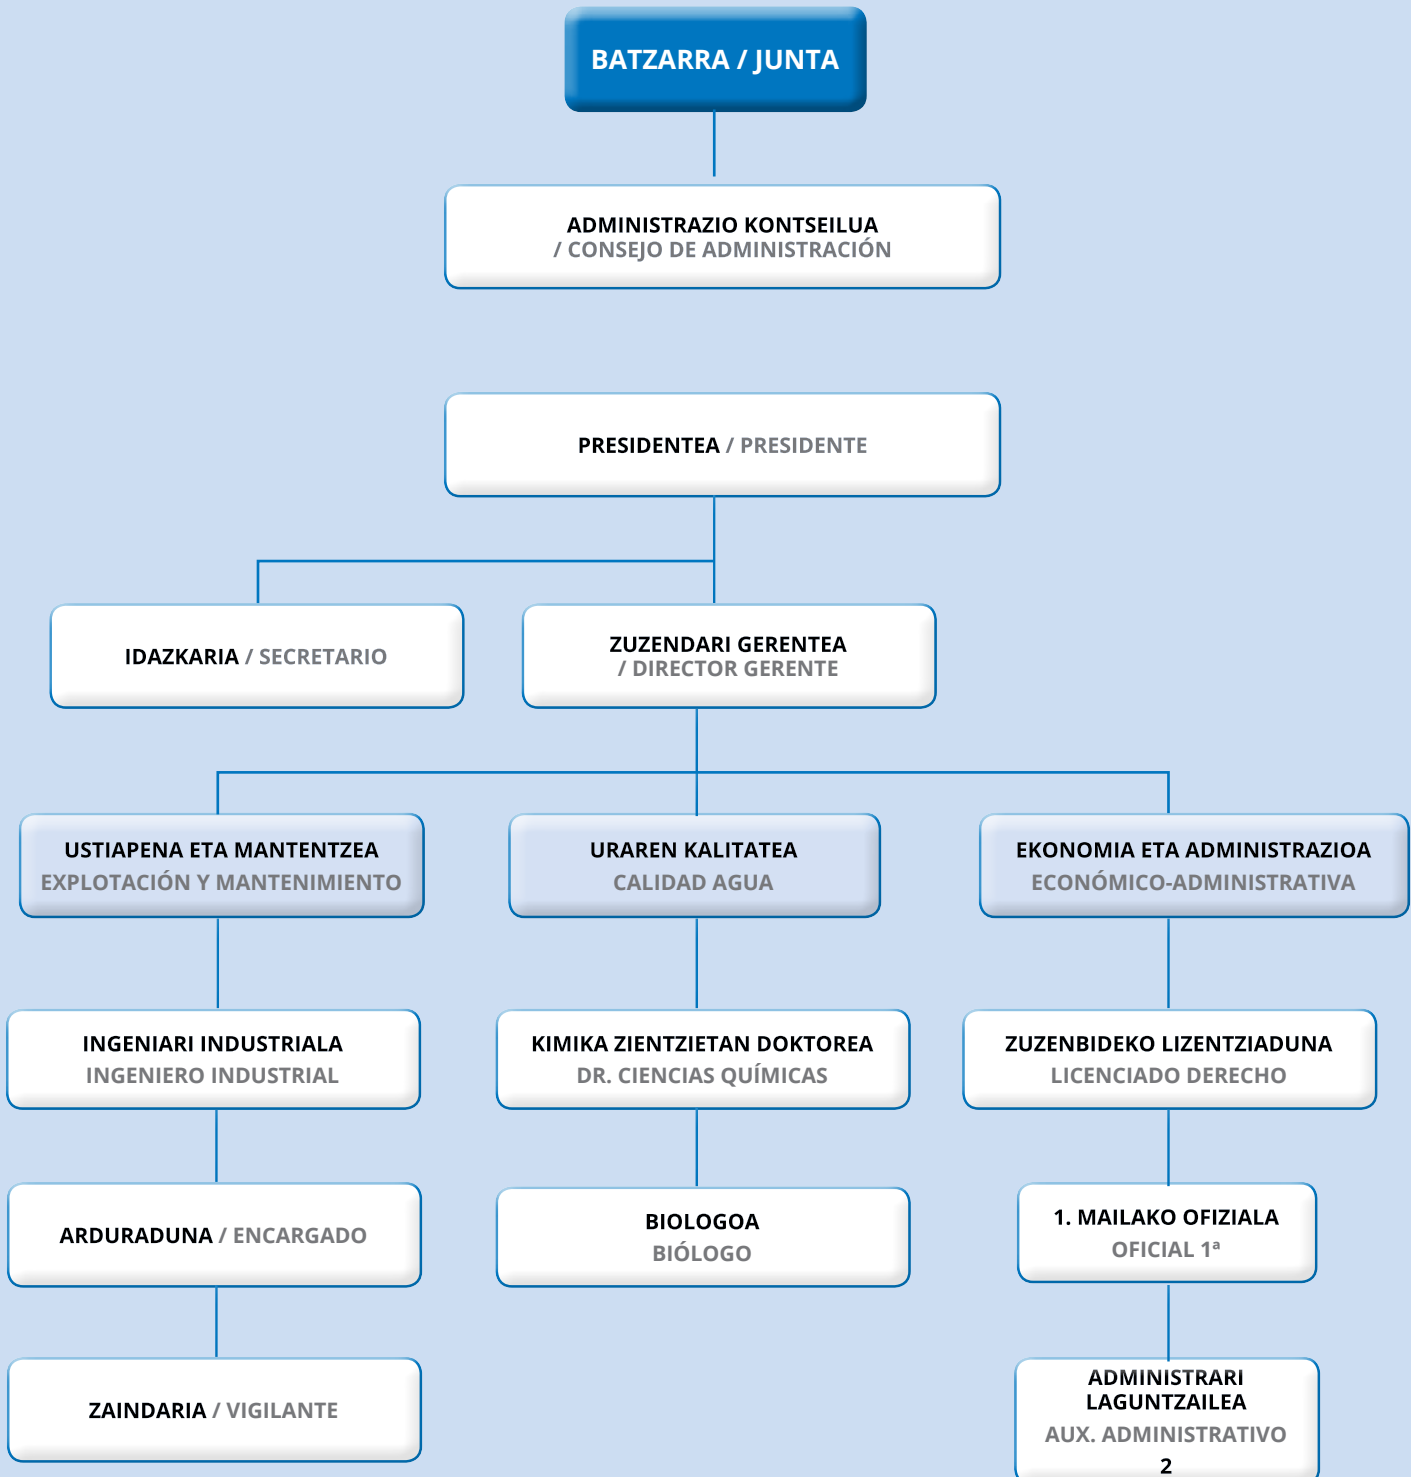 BATZARRA / JUNTA
ADMINISTRAZIO KONTSEILUA
/ CONSEJO DE ADMINISTRACIÓN
PRESIDENTEA / PRESIDENTE
IDAZKARIA / SECRETARIO
ZUZENDARI GERENTEA
/ DIRECTOR GERENTE
USTIAPENA ETA MANTENTZEA
EXPLOTACIÓN Y MANTENIMIENTO
URAREN KALITATEA
CALIDAD AGUA
EKONOMIA ETA ADMINISTRAZIOA
ECONÓMICO-ADMINISTRATIVA
INGENIARI INDUSTRIALA
INGENIERO INDUSTRIAL
KIMIKA ZIENTZIETAN DOKTOREA
DR. CIENCIAS QUÍMICAS
ZUZENBIDEKO LIZENTZIADUNA
LICENCIADO DERECHO
ARDURADUNA / ENCARGADO
BIOLOGOA
BIÓLOGO
1. MAILAKO OFIZIALA
OFICIAL 1ª
ZAINDARIA / VIGILANTE
ADMINISTRARI
LAGUNTZAILEA
AUX. ADMINISTRATIVO
2